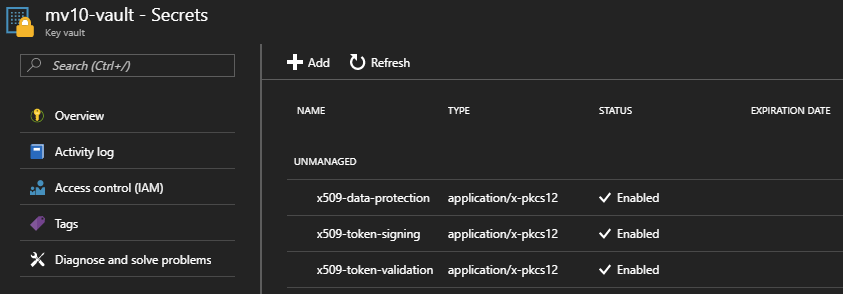 mv10-vault - Secrets
Key vault
Search (Ctrl+/)
Overview
Activity log
Access control (IAM)
Tags
Diagnose and solve problems
Add Refresh
NAME TYPE STATUS EXPIRATION DATE
UNMANAGED
x509-data-protection application/x-pkcs12 Enabled
x509-token-signing application/x-pkcs12 Enabled
x509-token-validation application/x-pkcs12 Enabled